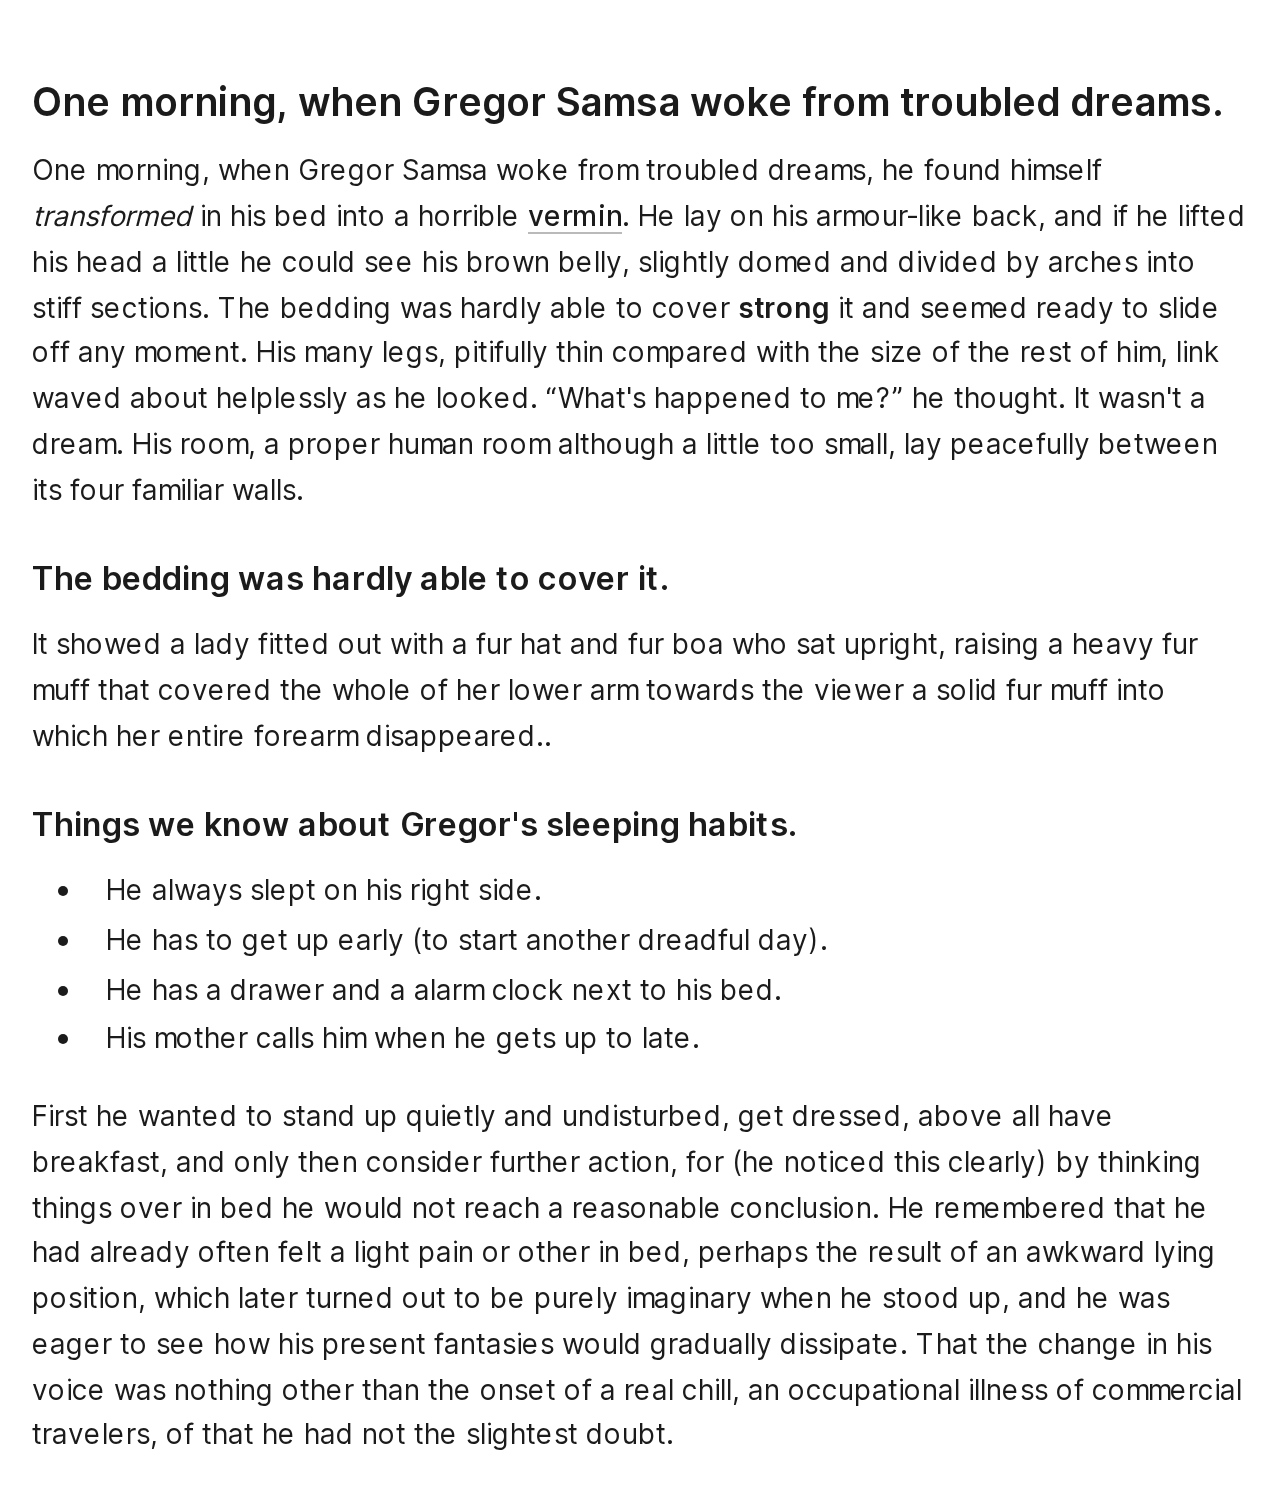 One morning, when Gregor Samsa woke from troubled dreams.
One morning, when Gregor Samsa woke from troubled dreams, he found himself
transformed in his bed into a horrible vermin. He lay on his armour-like back, and if he lifted
his head a little he could see his brown belly, slightly domed and divided by arches into
stiff sections. The bedding was hardly able to cover strong it and seemed ready to slide
off any moment. His many legs, pitifully thin compared with the size of the rest of him, link
waved about helplessly as he looked. “What's happened to me?” he thought. It wasn't a
dream. His room, a proper human room although a little too small, lay peacefully between
its four familiar walls.
The bedding was hardly able to cover it.
It showed a lady fitted out with a fur hat and fur boa who sat upright, raising a heavy fur
muff that covered the whole of her lower arm towards the viewer a solid fur muff into
which her entire forearm disappeared..
Things we know about Gregor's sleeping habits.
• He always slept on his right side.
• He has to get up early (to start another dreadful day).
• He has a drawer and a alarm clock next to his bed.
• His mother calls him when he gets up to late.
First he wanted to stand up quietly and undisturbed, get dressed, above all have
breakfast, and only then consider further action, for (he noticed this clearly) by thinking
things over in bed he would not reach a reasonable conclusion. He remembered that he
had already often felt a light pain or other in bed, perhaps the result of an awkward lying
position, which later turned out to be purely imaginary when he stood up, and he was
eager to see how his present fantasies would gradually dissipate. That the change in his
voice was nothing other than the onset of a real chill, an occupational illness of commercial
travelers, of that he had not the slightest doubt.